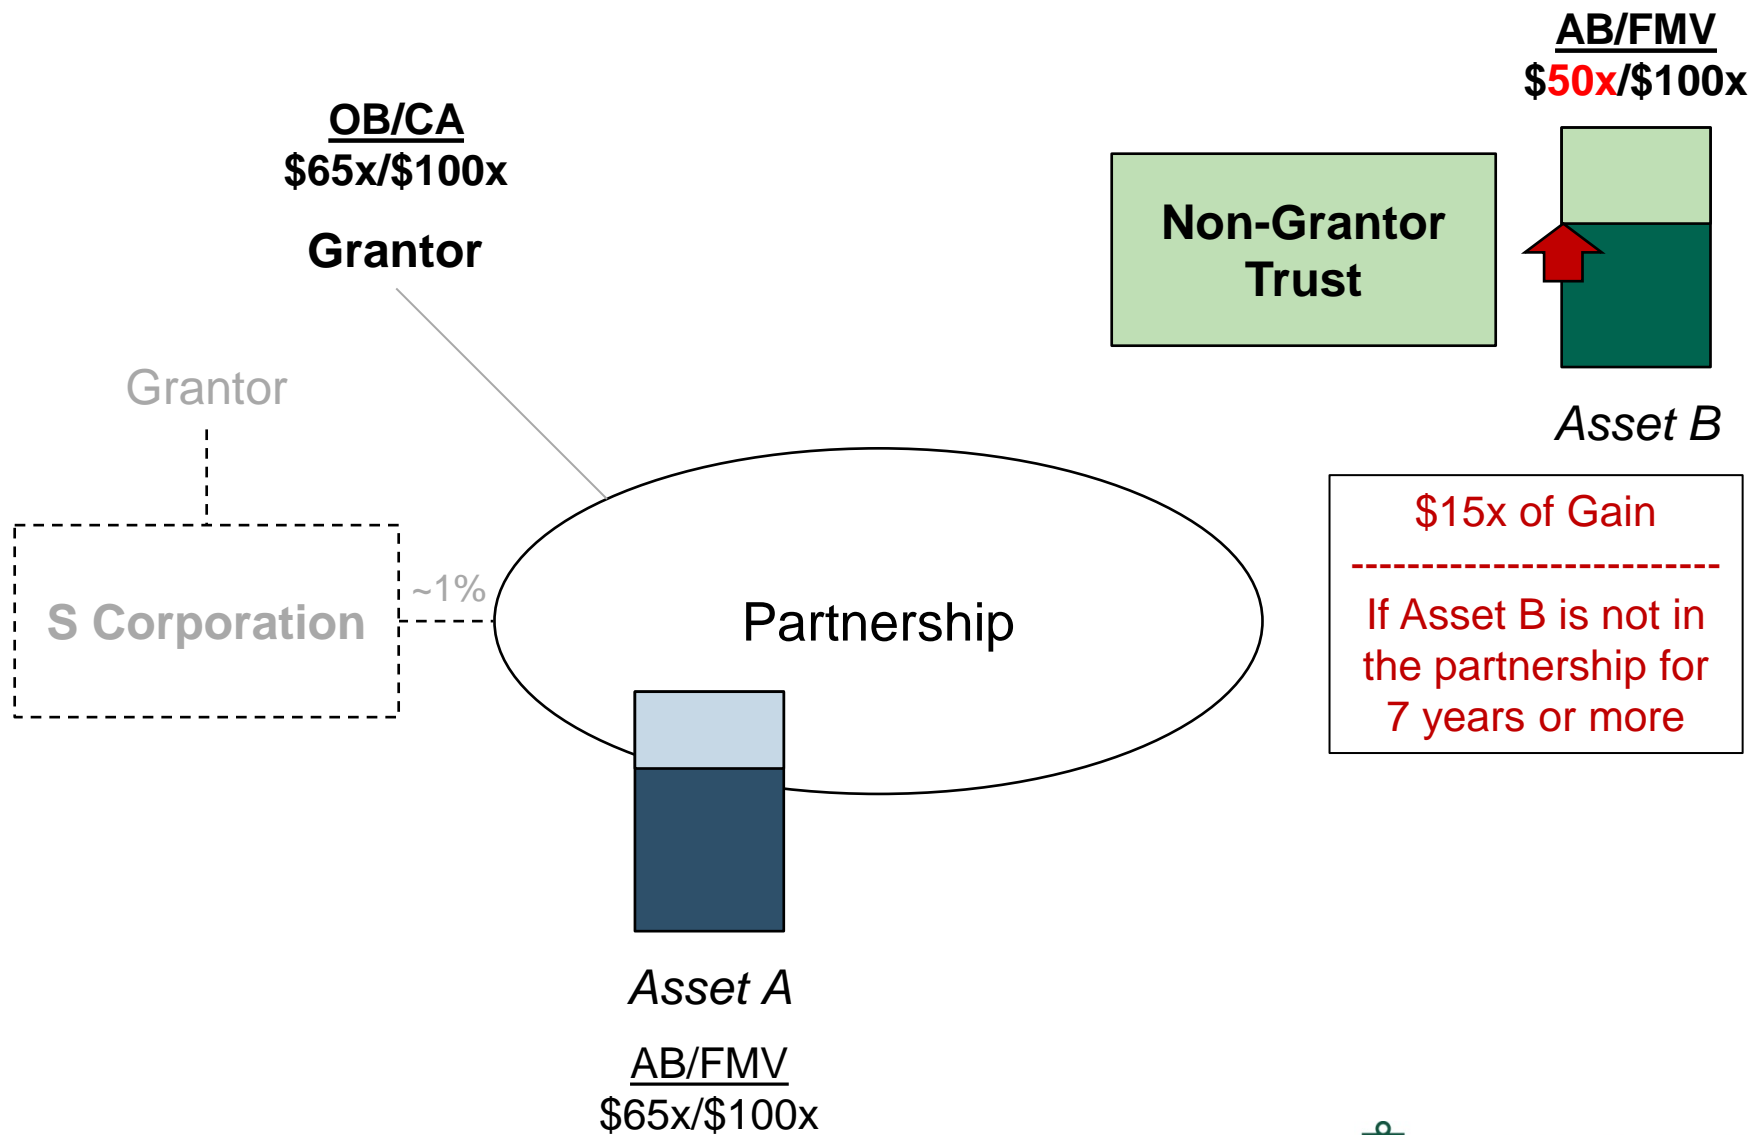 AB/FMV
$50x/$100x
OB/CA
$65x/$100x
Grantor
Non-Grantor
Trust
Grantor
Asset B
S Corporation
~1%
Partnership
$15x of Gain
---------------------------
If Asset B is not in
the partnership for
7 years or more
Asset A
AB/FMV
$65x/$100x